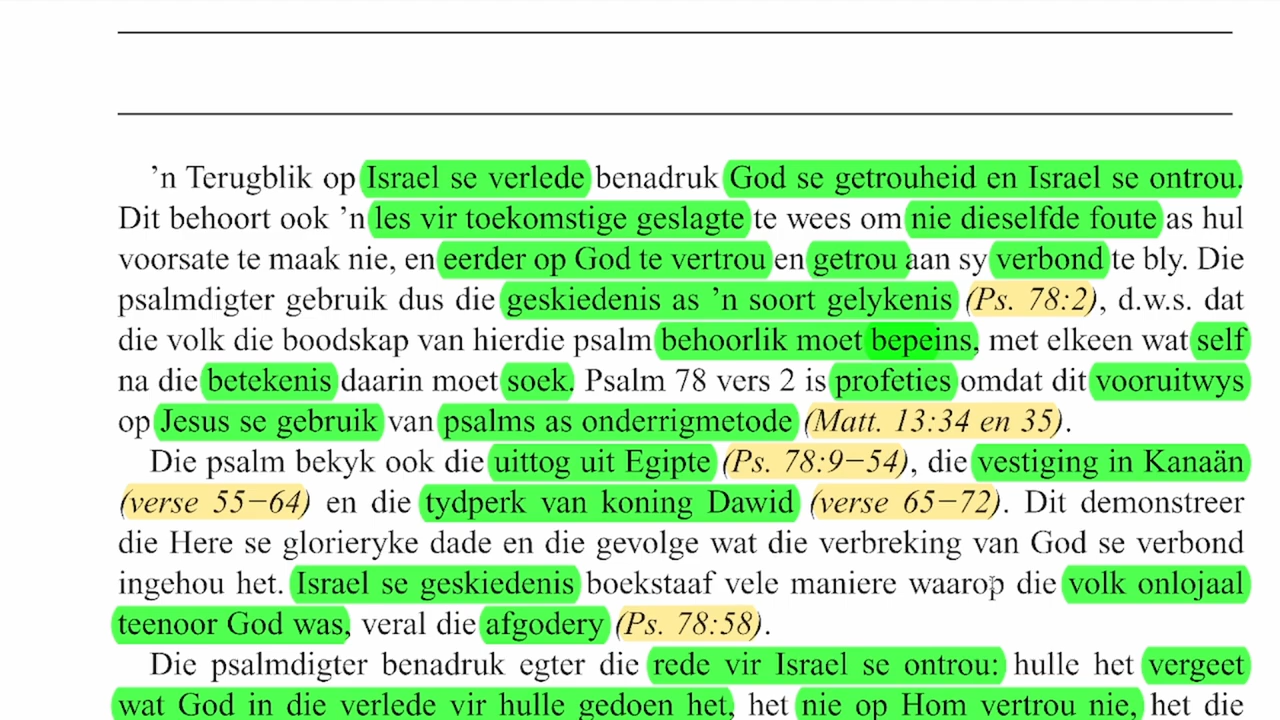 ’n Terugblik op Israel se verlede benadruk God se getrouheid en Israel se ontrou.
Dit behoort ook ’n les vir toekomstige geslagte te wees om nie dieselfde foute as hul
voorsate te maak nie, en eerder op God te vertrou en getrou aan sy verbond te bly. Die
psalmdigter gebruik dus die geskiedenis as ’n soort gelykenis (Ps. 78:2), d.w.s. dat
die volk die boodskap van hierdie psalm behoorlik moet bepeins, met elkeen wat self
na die betekenis daarin moet soek. Psalm 78 vers 2 is profeties omdat dit vooruitwys
op Jesus se gebruik van psalms as onderrigmetode (Matt. 13:34 en 35).
Die psalm bekyk ook die uittog uit Egipte (Ps. 78:9–54), die vestiging in Kanaän
(verse 55–64) en die tydperk van koning Dawid (verse 65–72). Dit demonstreer
die Here se glorieryke dade en die gevolge wat die verbreking van God se verbond
ingehou het. Israel se geskiedenis boekstaaf vele maniere waarop die volk onlojaal
teenoor God was, veral die afgodery (Ps. 78:58).
Die psalmdigter benadruk egter die rede vir Israel se ontrou: hulle het vergeet
wat God in die verlede vir hulle gedoen het, het nie op Hom vertrou nie, het die